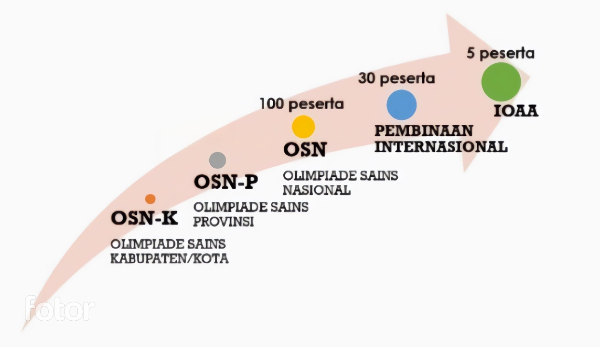 OSN-K
OLIMPIADE SAINS
KABUPATEN/KOTA
OSN-P
OLIMPIADE SAINS
PROVINSI
100 peserta
OSN
OLIMPIADE SAINS
NASIONAL
30 peserta
PEMBINAAN
INTERNASIONAL
5 peserta
IOAA
fotor